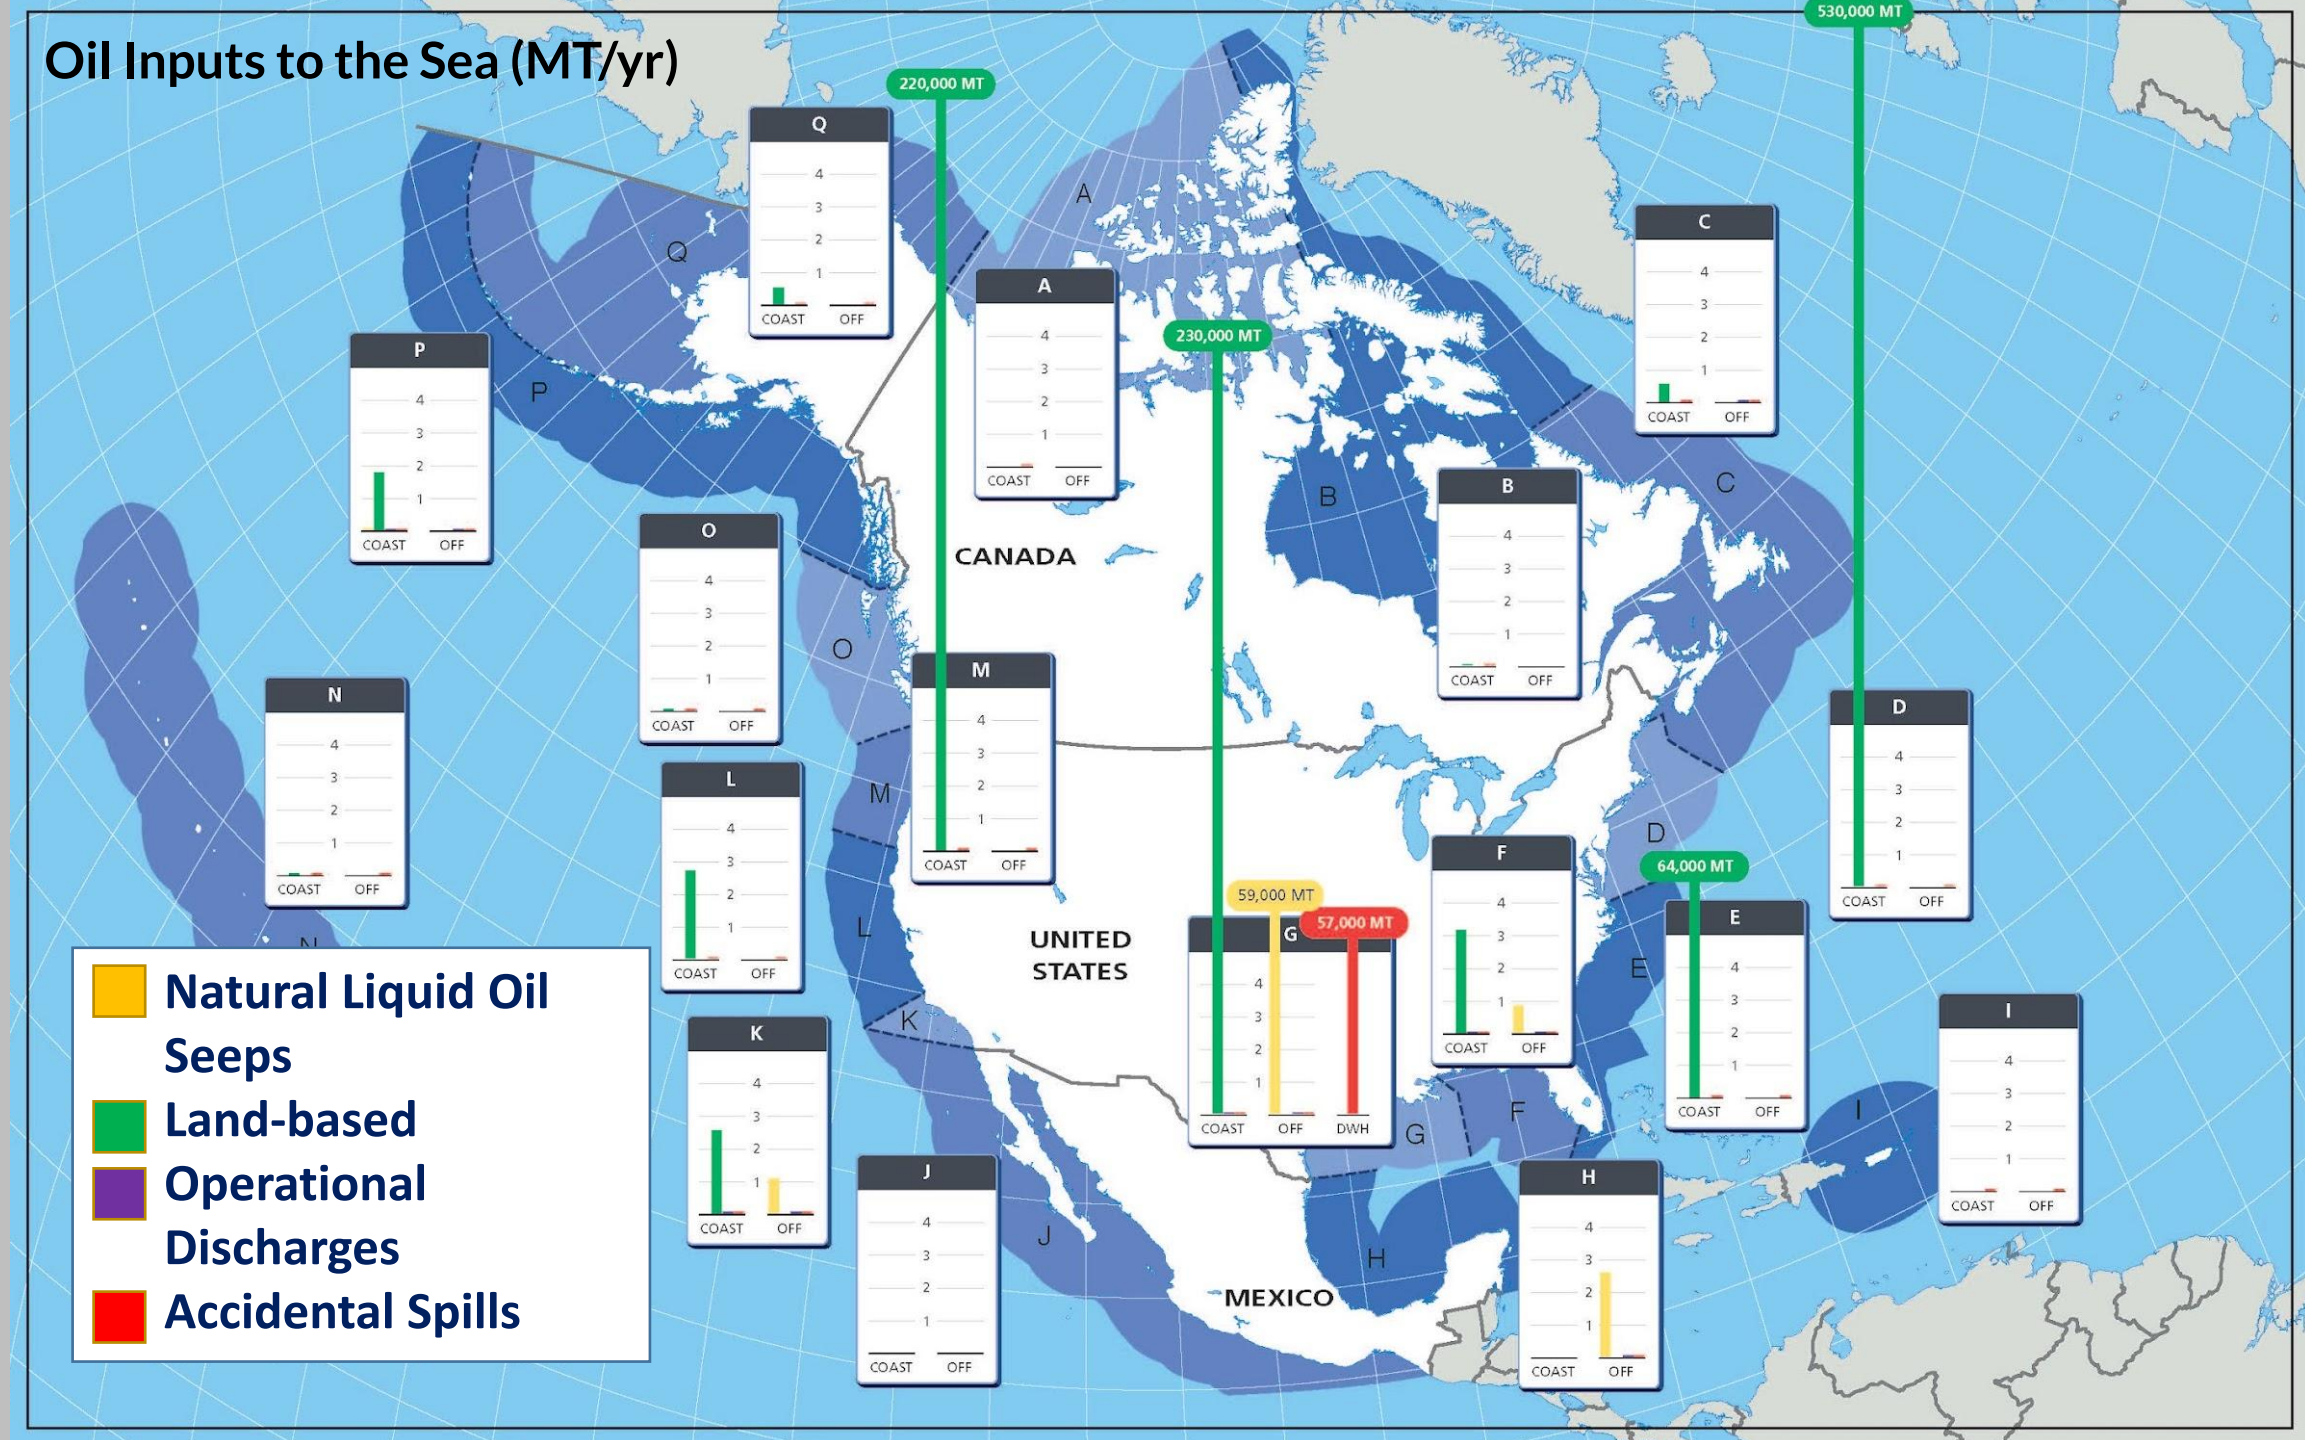 Oil Inputs to the Sea (MT/yr)
530,000 MT
220,000 MT
Q
4
3
2
1
COAST OFF
A
Q
C
4
3
2
1
COAST OFF
A
4
3
2
1
COAST OFF
230,000 MT
P
4
3
2
1
COAST OFF
P
B
C
B
4
3
2
1
COAST OFF
O
4
3
2
1
COAST OFF
CANADA
O
M
4
3
2
1
COAST OFF
N
4
3
2
1
COAST OFF
D
4
3
2
1
COAST OFF
L
4
3
2
1
COAST OFF
M
D
F
4
3
2
1
COAST OFF
64,000 MT
E
4
3
2
1
COAST OFF
59,000 MT
57,000 MT
G
4
3
2
1
COAST OFF DWH
L
UNITED
STATES
E
N
Natural Liquid Oil
Seeps
Land-based
Operational
Discharges
Accidental Spills
K
K
4
3
2
1
COAST OFF
I
4
3
2
1
COAST OFF
I
F
G
J
4
3
2
1
COAST OFF
H
4
3
2
1
COAST OFF
J
H
MEXICO